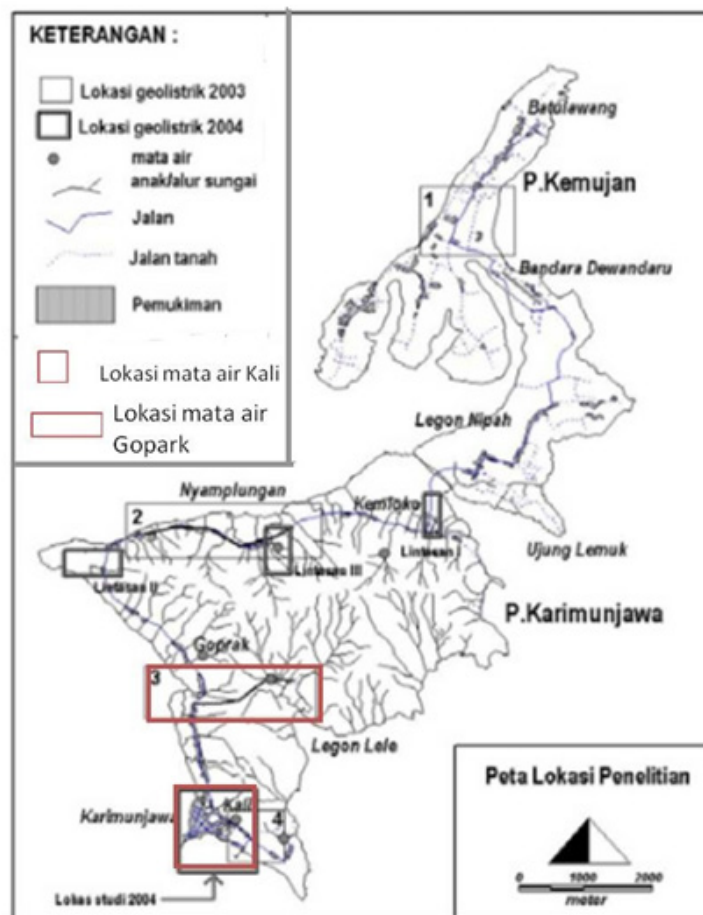 KETERANGAN :
Lokasi geolistrik 2003
Lokasi geolistrik 2004
mata air
anak/alur sungai
Jalan
Jalan tanah
Pemukiman
Lokasi mata air Kali
Lokasi mata air
Gopark
Batulawang
P.Kemujan
1
Bandara Dewandaru
Legon Nipah
Nyamplungan
Kemloko
2
Ujung Lemuk
Lintasan I
Lintasan II
Lintasan III
P.Karimunjawa
Goprak
3
Legon Lele
Karimunjawa
Kali
4
Lokas studi 2004
Peta Lokasi Penelitian
0 1000 2000
meter